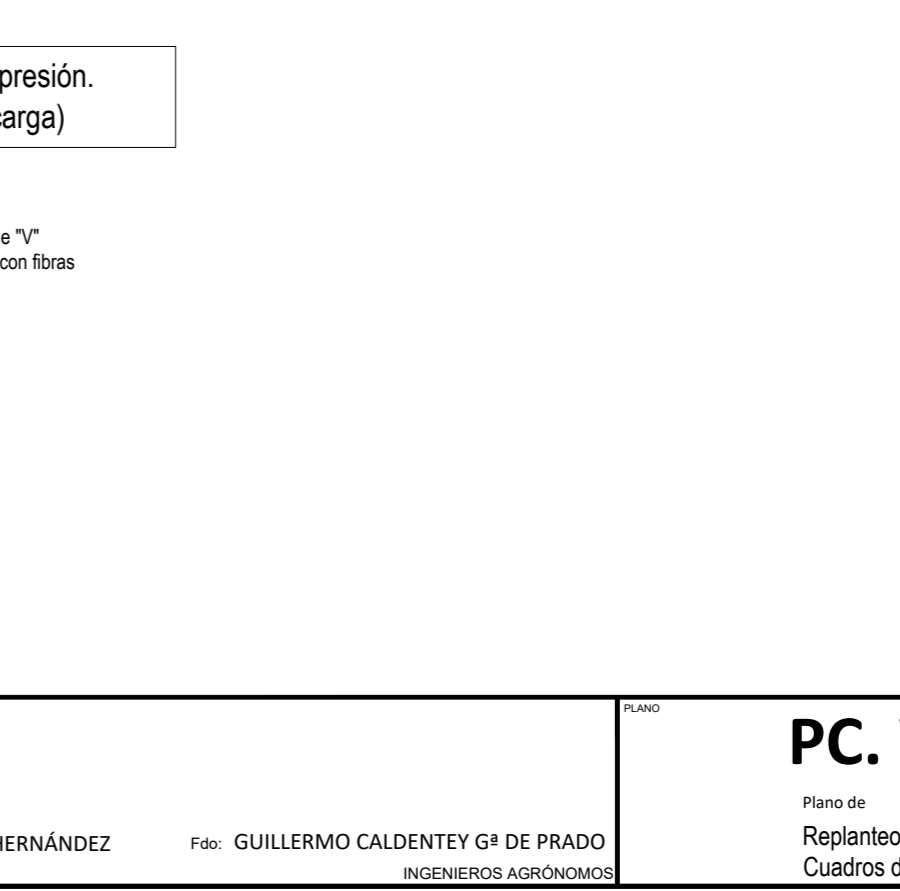 presión.
carga)
e "V"
con fibras
PLANO
PC.
Plano de
HERNÁNDEZ
Fdo: GUILLERMO CALDENTEY Gª DE PRADO
Replanteo
INGENIEROS AGRÓNOMOS
Cuadros d